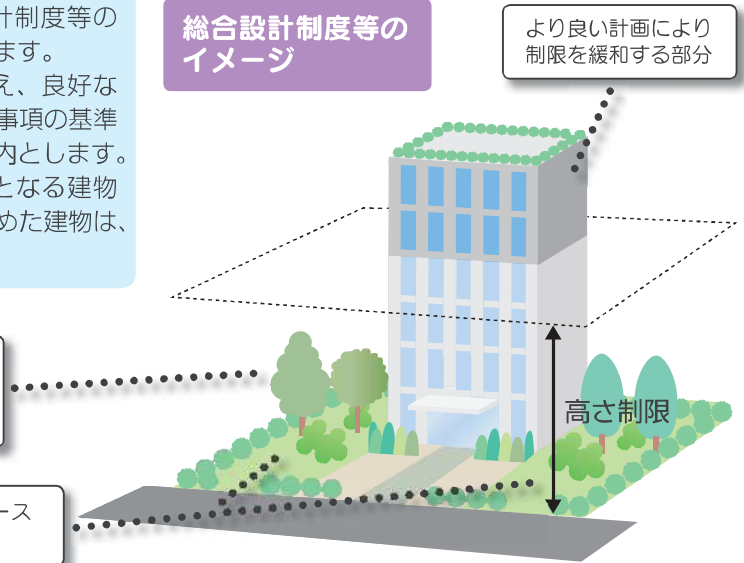 計制度等の
ます。
え、良好な
事項の基準
内とします。
となる建物
めた建物は、
総合設計制度等の
イメージ
より良い計画により
制限を緩和する部分
高さ制限
ース